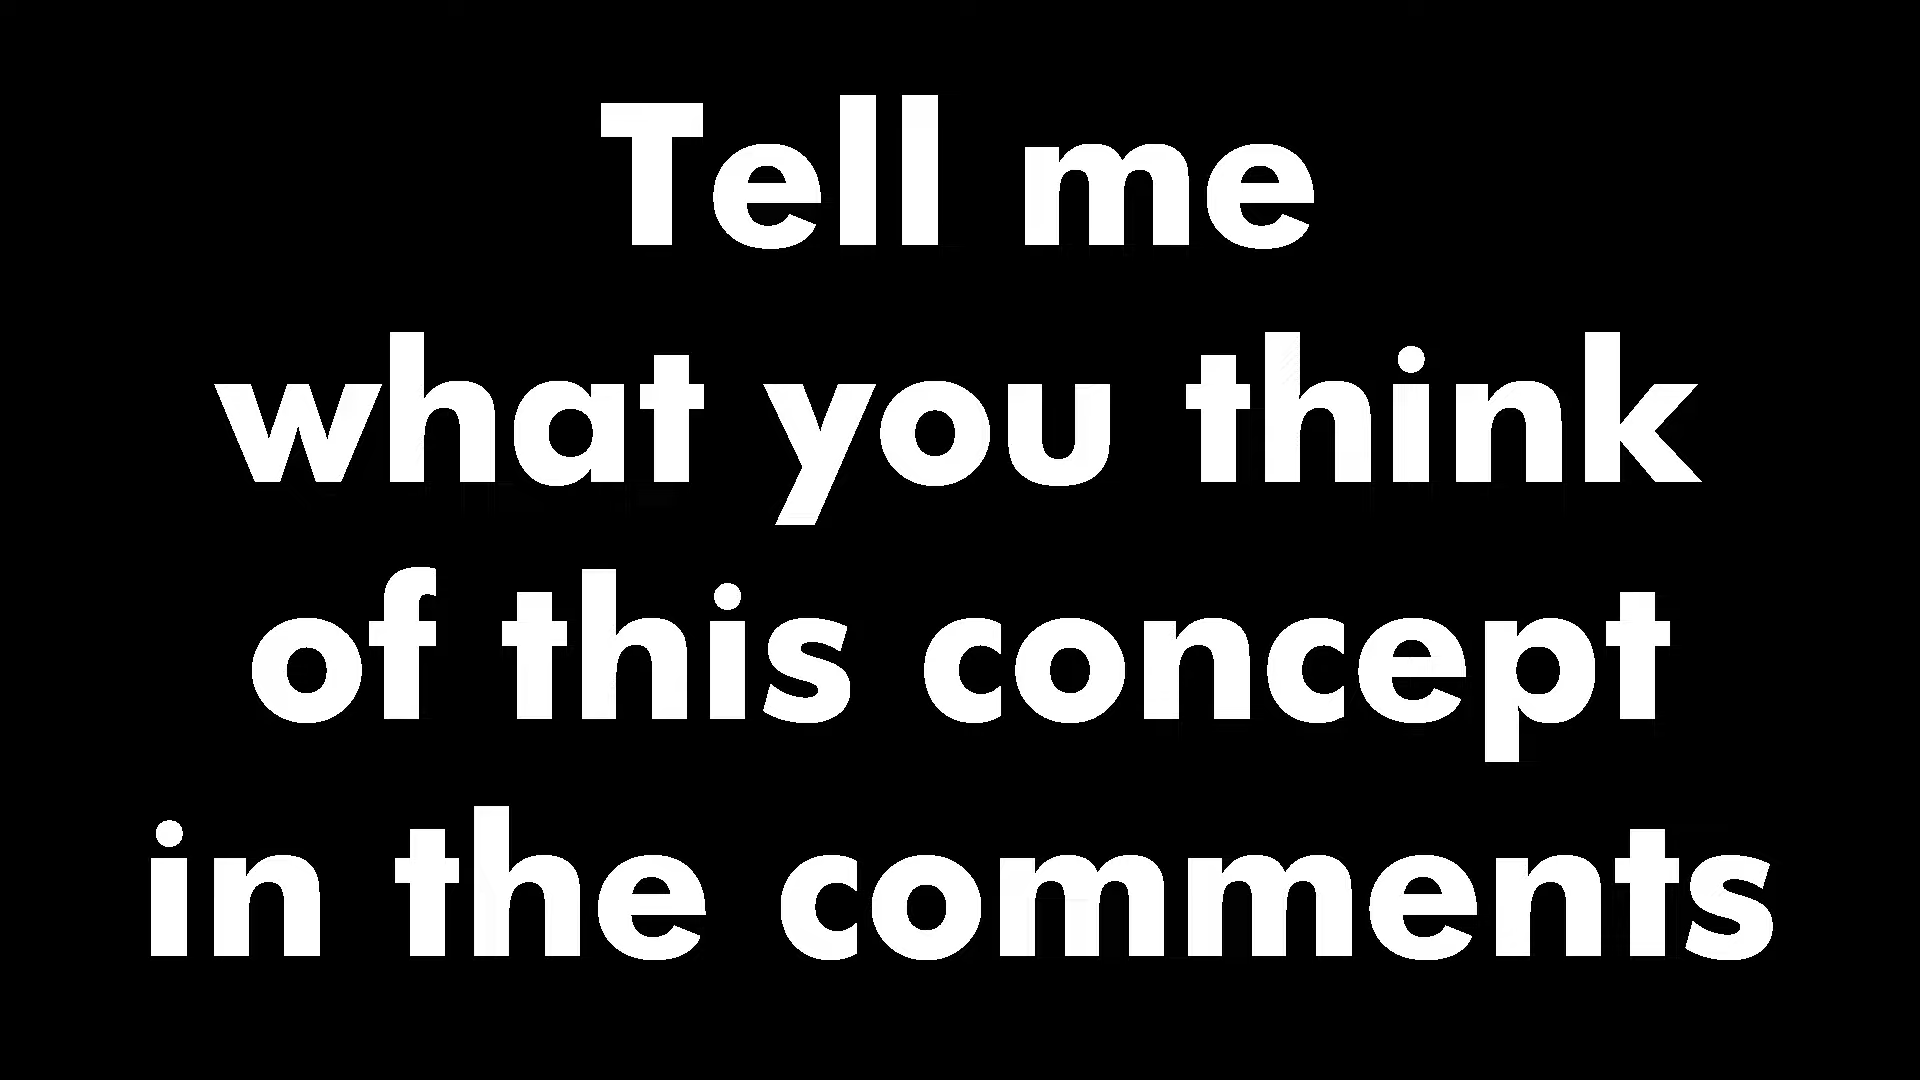 Tell me
what you think
of this concept
in the comments